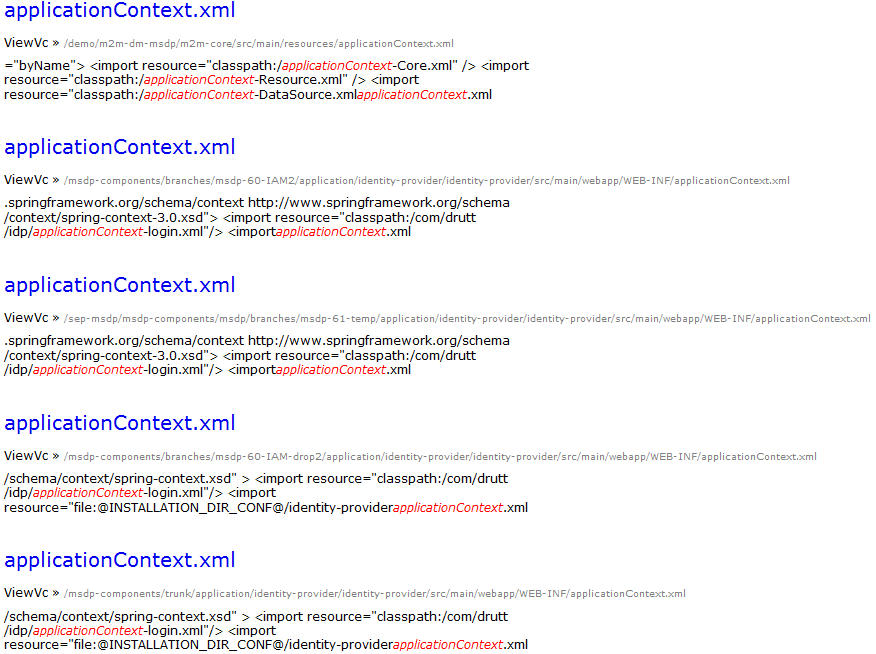 applicationContext.xml
ViewVc » /demo/m2m-dm-msdp/m2m-core/src/main/resources/applicationContext.xml
="byName"> <import resource="classpath:/applicationContext-Core.xml" /> <import
resource="classpath:/applicationContext-Resource.xml" /> <import
resource="classpath:/applicationContext-DataSource.xmlapplicationContext.xml
applicationContext.xml
ViewVc » /msdp-components/branches/msdp-60-IAM2/application/identity-provider/identity-provider/src/main/webapp/WEB-INF/applicationContext.xml
.springframework.org/schema/context http://www.springframework.org/schema
/context/spring-context-3.0.xsd"> <import resource="classpath:/com/drutt
/idp/applicationContext-login.xml"/> <importapplicationContext.xml
applicationContext.xml
ViewVc » /sep-msdp/msdp-components/msdp/branches/msdp-61-temp/application/identity-provider/identity-provider/src/main/webapp/WEB-INF/applicationContext.xml
.springframework.org/schema/context http://www.springframework.org/schema
/context/spring-context-3.0.xsd"> <import resource="classpath:/com/drutt
/idp/applicationContext-login.xml"/> <importapplicationContext.xml
applicationContext.xml
ViewVc » /msdp-components/branches/msdp-60-IAM-drop2/application/identity-provider/identity-provider/src/main/webapp/WEB-INF/applicationContext.xml
/schema/context/spring-context.xsd" > <import resource="classpath:/com/drutt
/idp/applicationContext-login.xml"/> <import
resource="file:@INSTALLATION_DIR_CONF@/identity-providerapplicationContext.xml
applicationContext.xml
ViewVc » /msdp-components/trunk/application/identity-provider/identity-provider/src/main/webapp/WEB-INF/applicationContext.xml
/schema/context/spring-context.xsd" > <import resource="classpath:/com/drutt
/idp/applicationContext-login.xml"/> <import
resource="file:@INSTALLATION_DIR_CONF@/identity-providerapplicationContext.xml